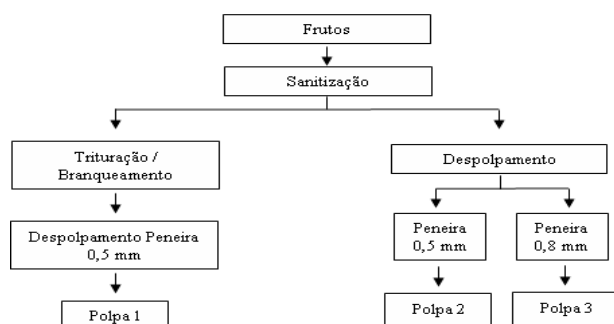 Frutos
Sanitização
Trituração /
Branqueamento
Despolpamento Peneira
0,5 mm
Polpa 1
Despolpamento
Peneira
0,5 mm
Polpa 2
Peneira
0,8 mm
Polpa 3